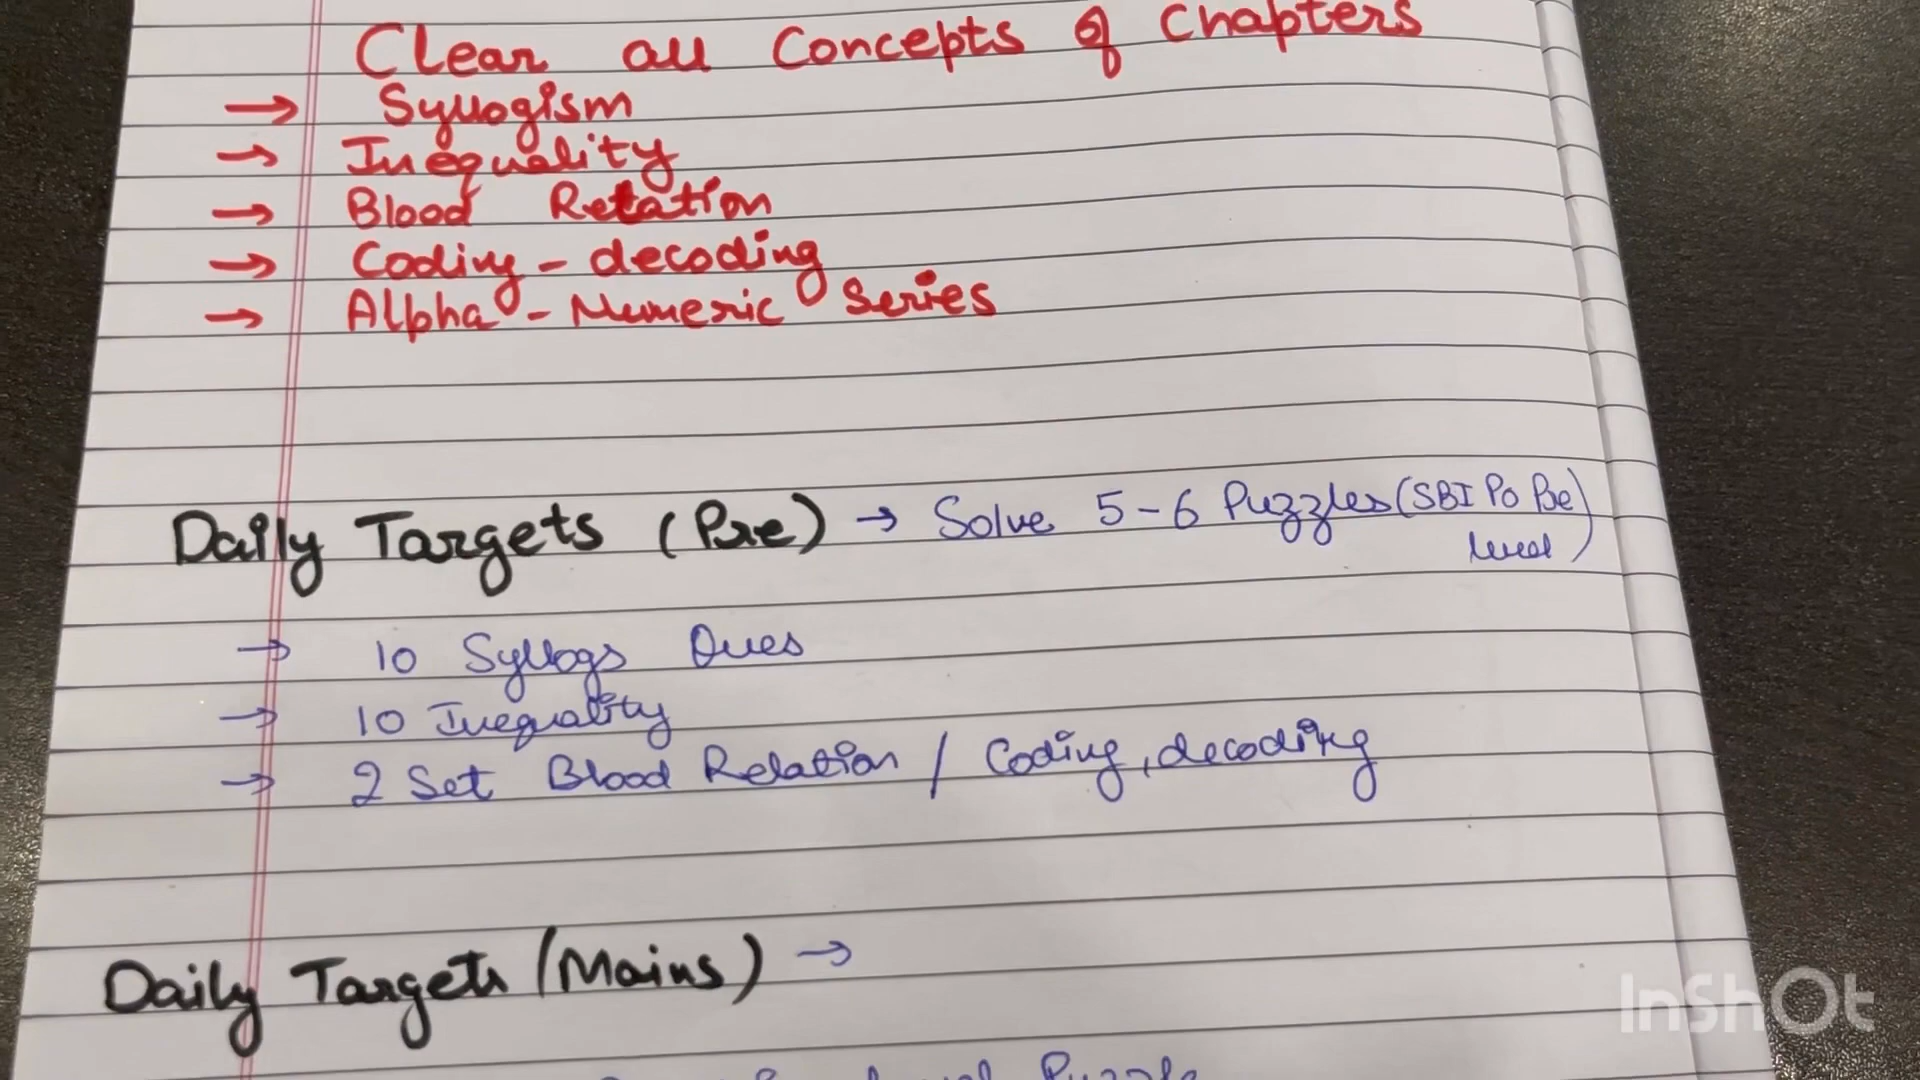 Clear all Concepts of Chapters
→ Syllogism
→ Inequality
→ Blood Relation
→ Coding - decoding
→ Alpha - Numeric Series
Daily Targets (Pre) → Solve 5-6 Puzzles (SBI PO Pre level)
→ 10 Syllogs Ques
→ 10 Inequality
→ 2 Set Blood Relation / Coding, decoding
Daily Targets (Mains) →
Puzzle
InShOt